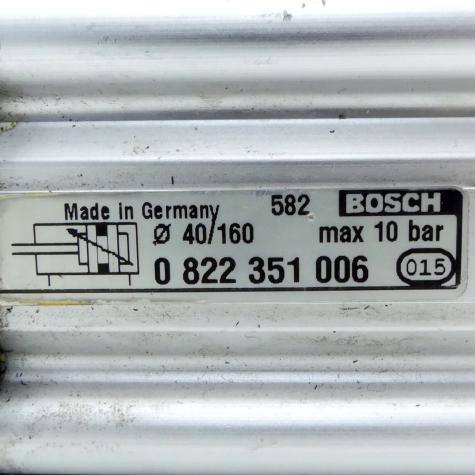 Made in Germany 582 BOSCH
Ø 40/160 max 10 bar
0 822 351 006 015